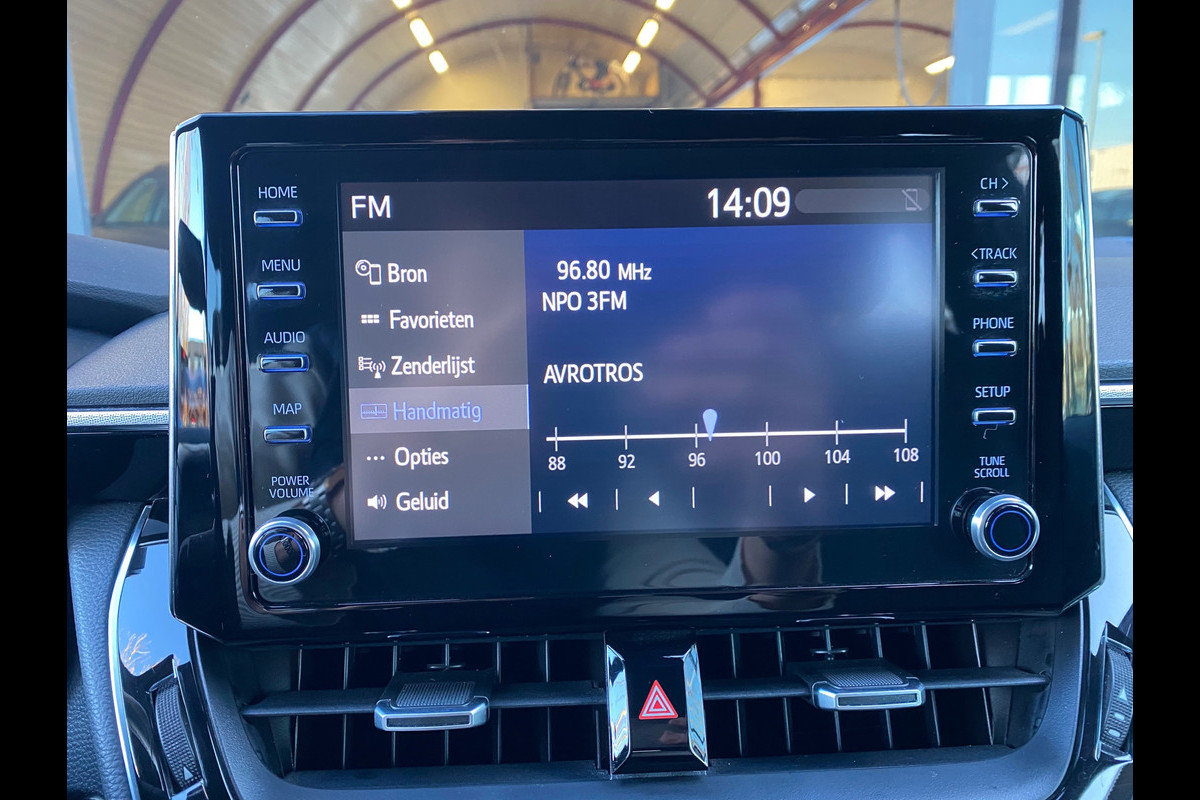 HOME
MENU
AUDIO
MAP
POWER
VOLUME
FM
14:09
Bron
Favorieten
Zenderlijst
Handmatig
Opties
Geluid
96.80 MHz
NPO 3FM
AVROTROS
88 92 96 100 104 108
CH >
<TRACK
PHONE
SETUP
TUNE
SCROLL